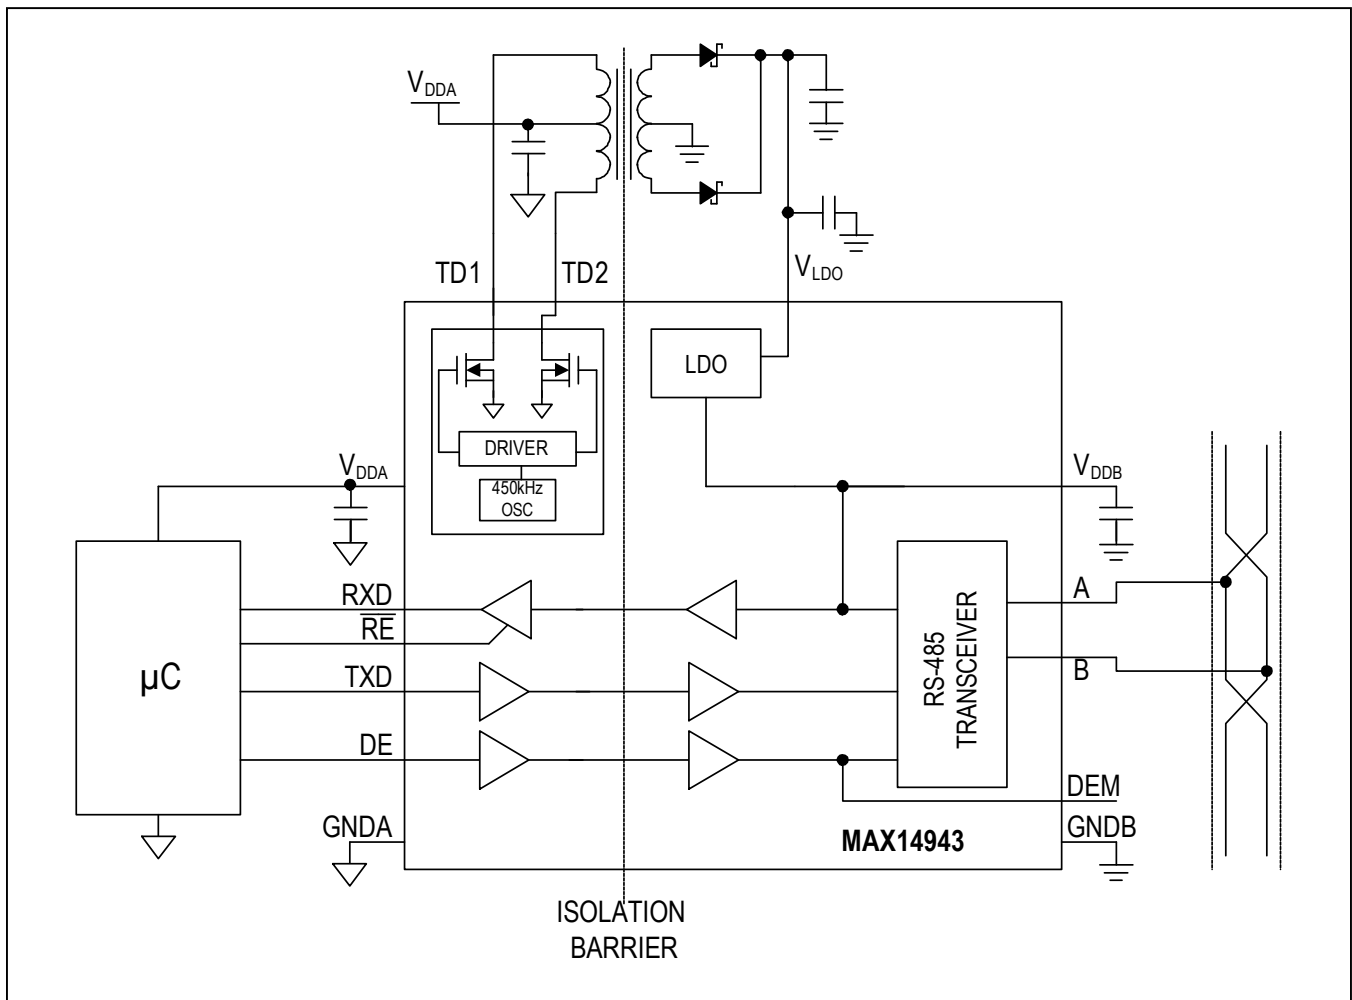 VDDA
TD1
TD2
VLDO
LDO
DRIVER
450kHz
OSC
VDDA
VDDB
RXD
RE
TXD
DE
µC
RS-485
TRANSCEIVER
A
B
DEM
GNDA
MAX14943
GNDB
ISOLATION
BARRIER